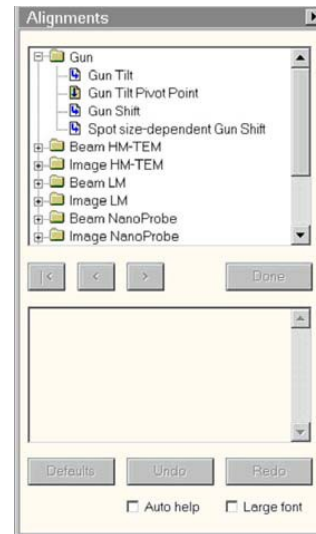 Alignments
Gun
Gun Tilt
Gun Tilt Pivot Point
Gun Shift
Spot size-dependent Gun Shift
Beam HM-TEM
Image HM-TEM
Beam LM
Image LM
Beam NanoProbe
Image NanoProbe
|< < > Done
Defaults Undo Redo
Auto help Large font